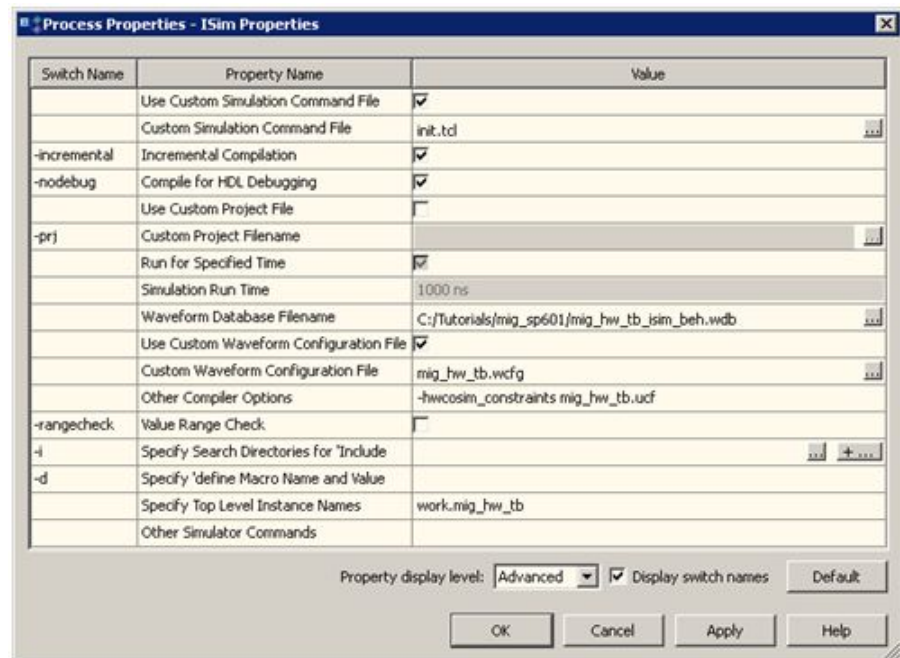 Process Properties - ISim Properties
Switch Name Property Name Value
Use Custom Simulation Command File
Custom Simulation Command File init.tcl ...
-incremental Incremental Compilation
-nodebug Compile for HDL Debugging
Use Custom Project File
-prj Custom Project Filename ...
Run for Specified Time
Simulation Run Time 1000 ns
Waveform Database Filename C:/Tutorials/mig_sp601/mig_hw_tb_isim_beh.wdb ...
Use Custom Waveform Configuration File
Custom Waveform Configuration File mig_hw_tb.wcfg ...
Other Compiler Options -hwcosim_constraints mig_hw_tb.ucf
-rangecheck Value Range Check
-i Specify Search Directories for 'Include ... + ...
-d Specify 'define Macro Name and Value
Specify Top Level Instance Names work.mig_hw_tb
Other Simulator Commands
Property display level: Advanced Display switch names Default
OK Cancel Apply Help